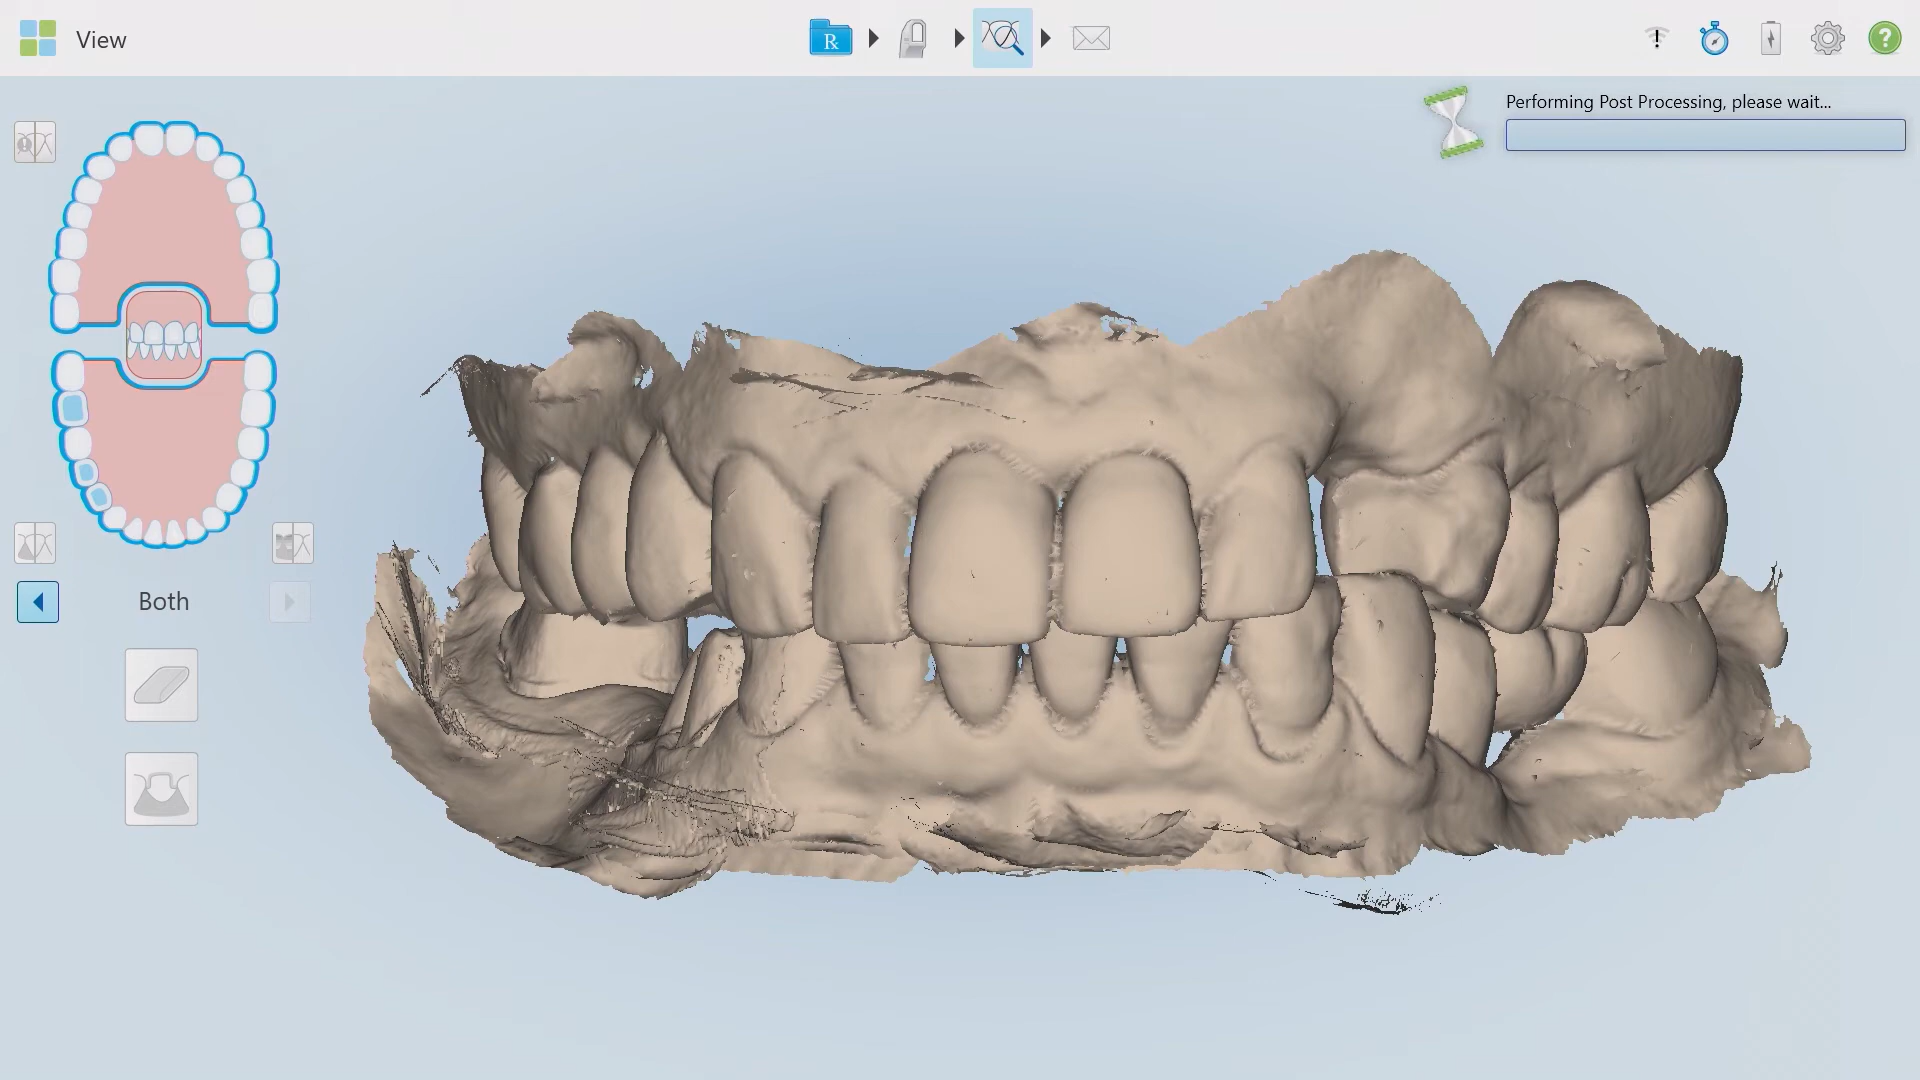 View
R
?
Performing Post Processing, please wait...
Both